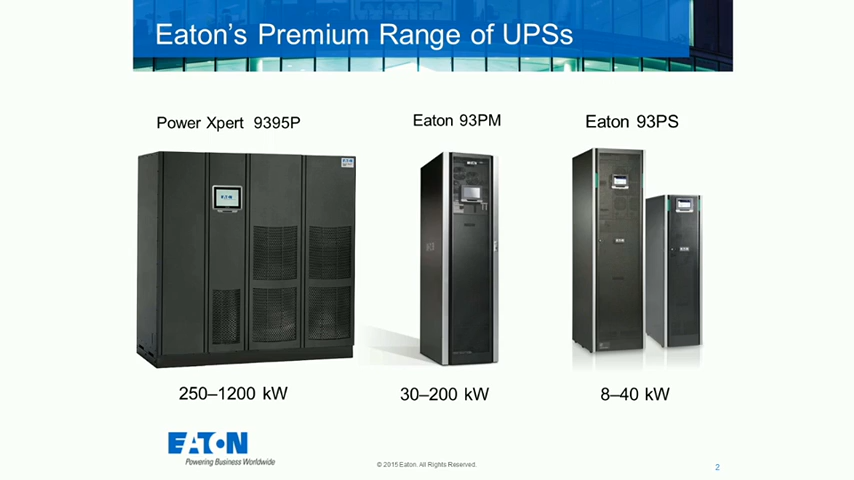 Eaton's Premium Range of UPSs
Power Xpert 9395P
Eaton 93PM
Eaton 93PS
250–1200 kW
30–200 kW
8–40 kW
EATON
Powering Business Worldwide
© 2015 Eaton. All Rights Reserved.
2